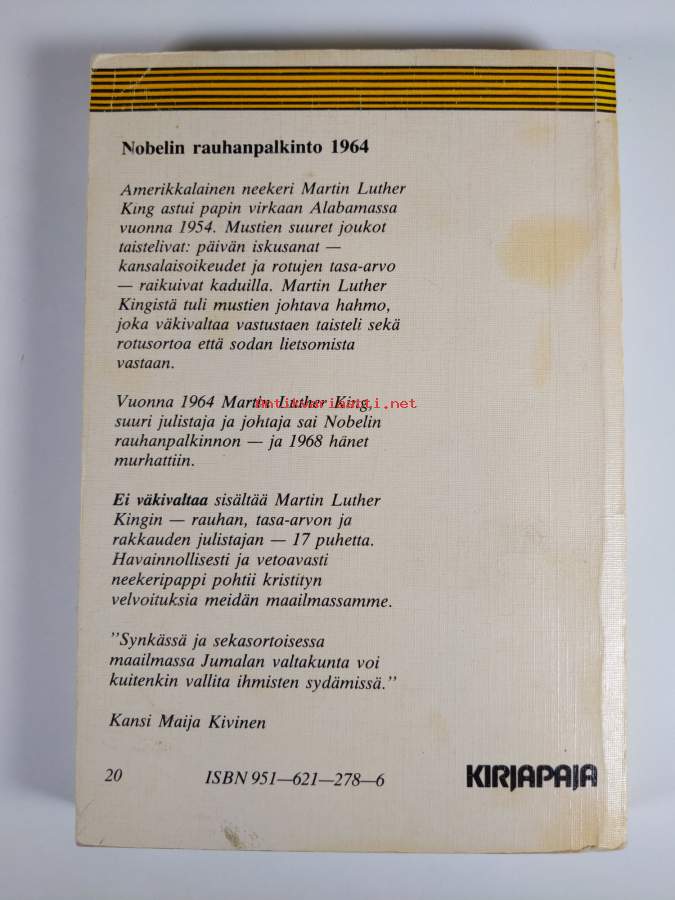 Nobelin rauhanpalkinto 1964
Amerikkalainen neekeri Martin Luther
King astui papin virkaan Alabamassa
vuonna 1954. Mustien suuret joukot
taistelivat: päivän iskusanat —
kansalaisoikeudet ja rotujen tasa-arvo
— raikuivat kaduilla. Martin Luther
Kingistä tuli mustien johtava hahmo,
joka väkivaltaa vastustaen taisteli sekä
rotusortoa että sodan lietsomista
vastaan.
Vuonna 1964 Martin Luther King,
antikvariaatti.net
suuri julistaja ja johtaja sai Nobelin
rauhanpalkinnon — ja 1968 hänet
murhattiin.
Ei väkivaltaa sisältää Martin Luther
Kingin — rauhan, tasa-arvon ja
rakkauden julistajan — 17 puhetta.
Havainnollisesti ja vetoavasti
neekeripappi pohtii kristityn
velvoituksia meidän maailmassamme.
”Synkässä ja sekasortoisessa
maailmassa Jumalan valtakunta voi
kuitenkin vallita ihmisten sydämissä.”
Kansi Maija Kivinen
20 ISBN 951—621—278—6 KIRJAPAJA